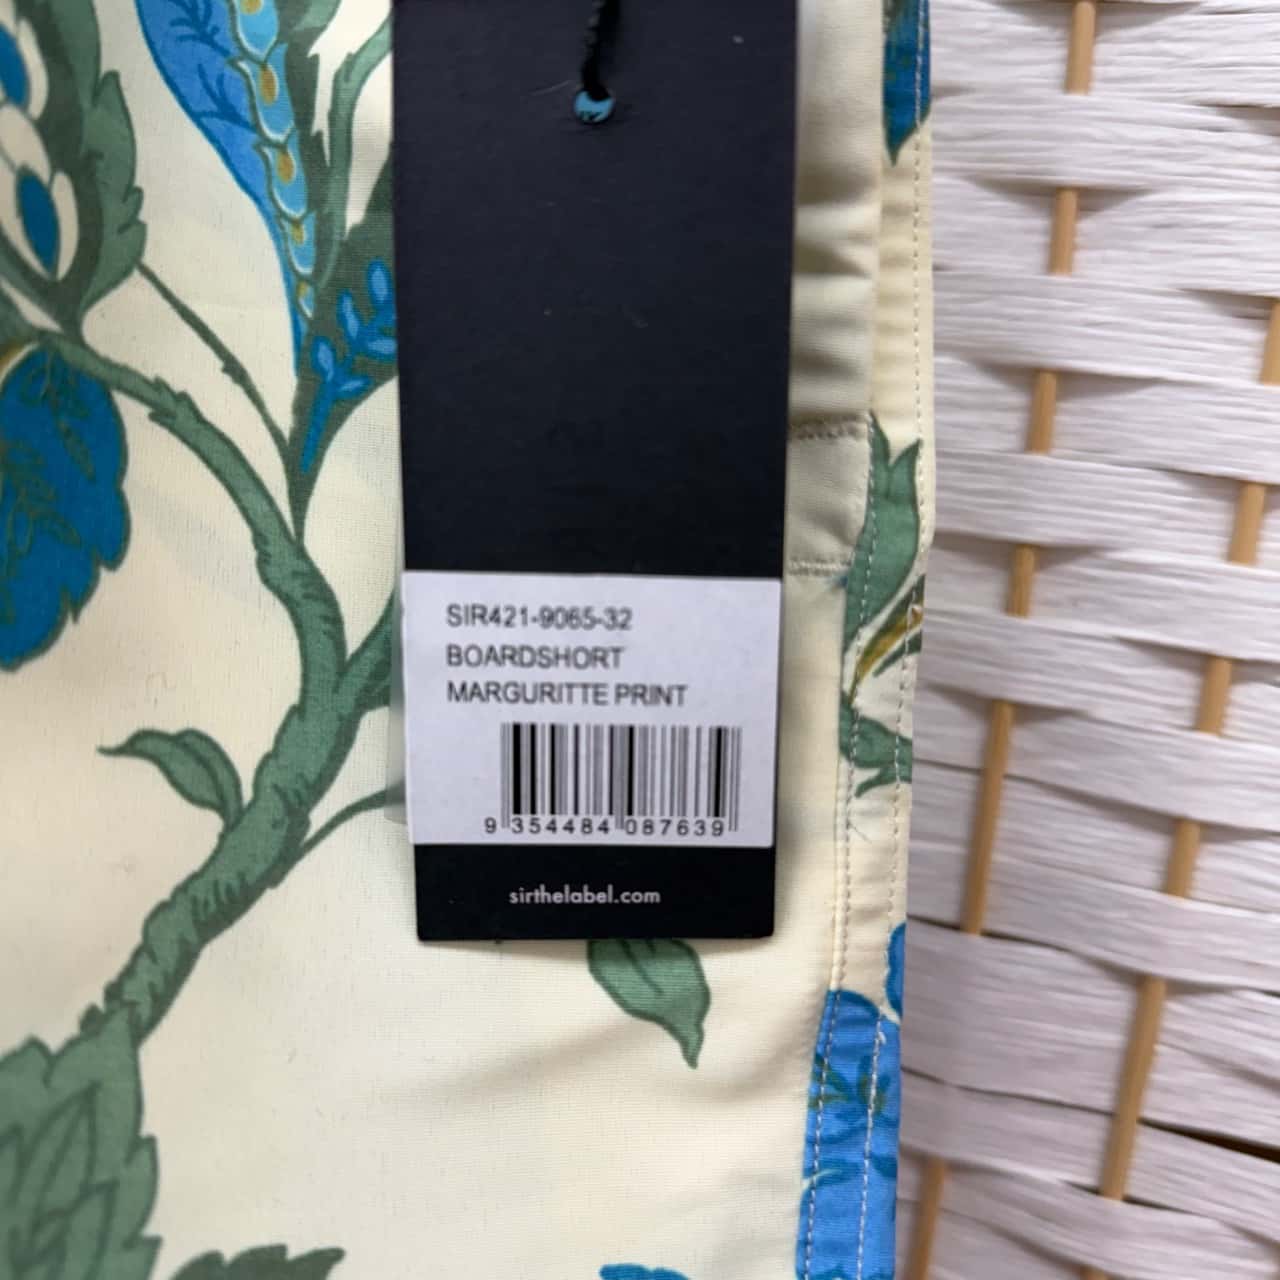 SIR421-9065-32
BOARDSHORT
MARGURITTE PRINT
9 354484 087639
sirthelabel.com